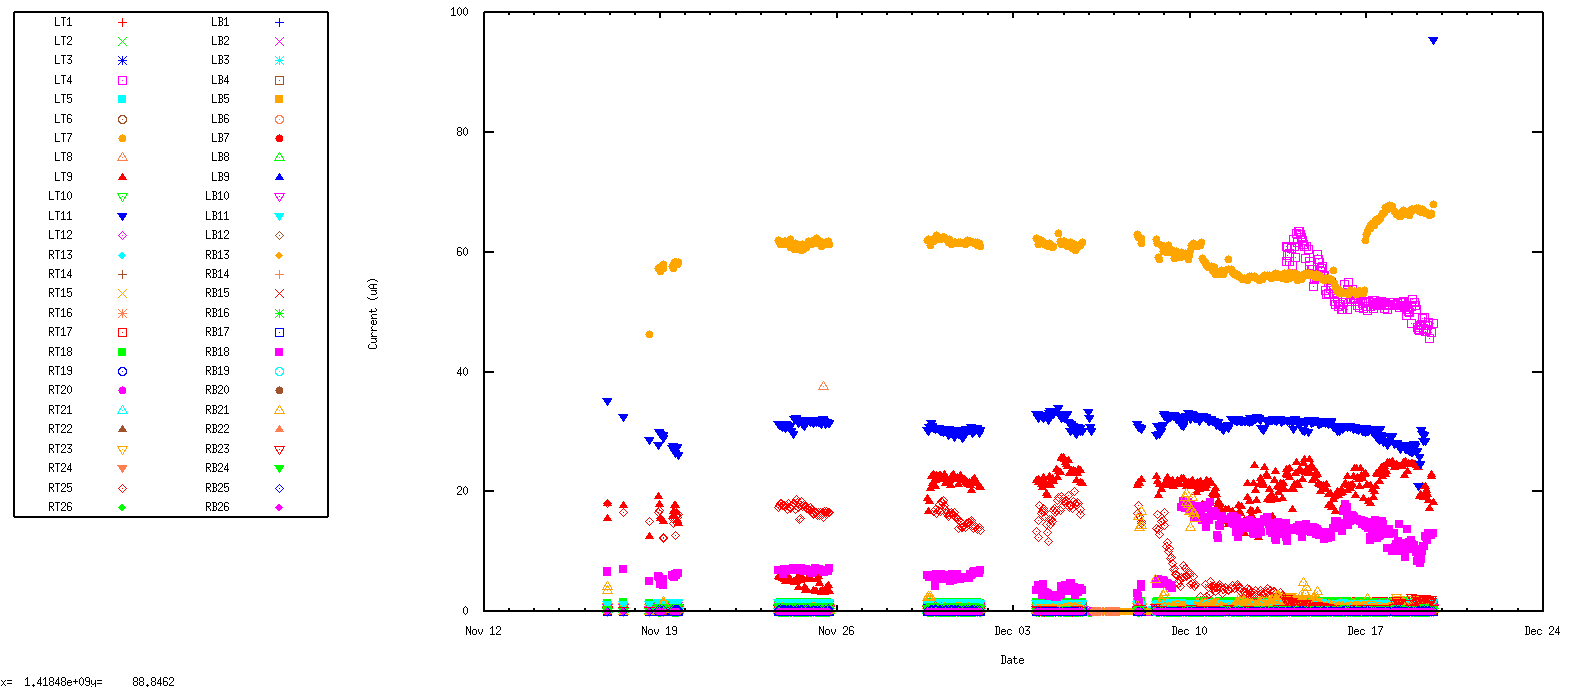 LT1 LB1
LT2 LB2
LT3 LB3
LT4 LB4
LT5 LB5
LT6 LB6
LT7 LB7
LT8 LB8
LT9 LB9
LT10 LB10
LT11 LB11
LT12 LB12
RT13 RB13
RT14 RB14
RT15 RB15
RT16 RB16
RT17 RB17
RT18 RB18
RT19 RB19
RT20 RB20
RT21 RB21
RT22 RB22
RT23 RB23
RT24 RB24
RT25 RB25
RT26 RB26
100
80
60
40
20
0
Current (uA)
Nov 12 Nov 19 Nov 26 Dec 03 Dec 10 Dec 17 Dec 24
Date
x= 1.41848e+09y= 88.8462